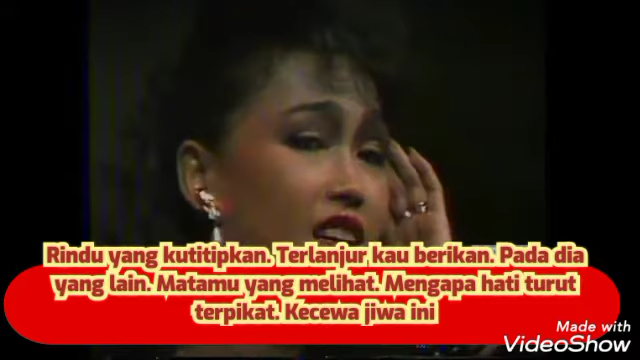 Rindu yang kutitipkan. Terlanjur kau berikan. Pada dia
yang lain. Matamu yang melihat. Mengapa hati turut
terpikat. Kecewa jiwa ini
Made with
VideoShow